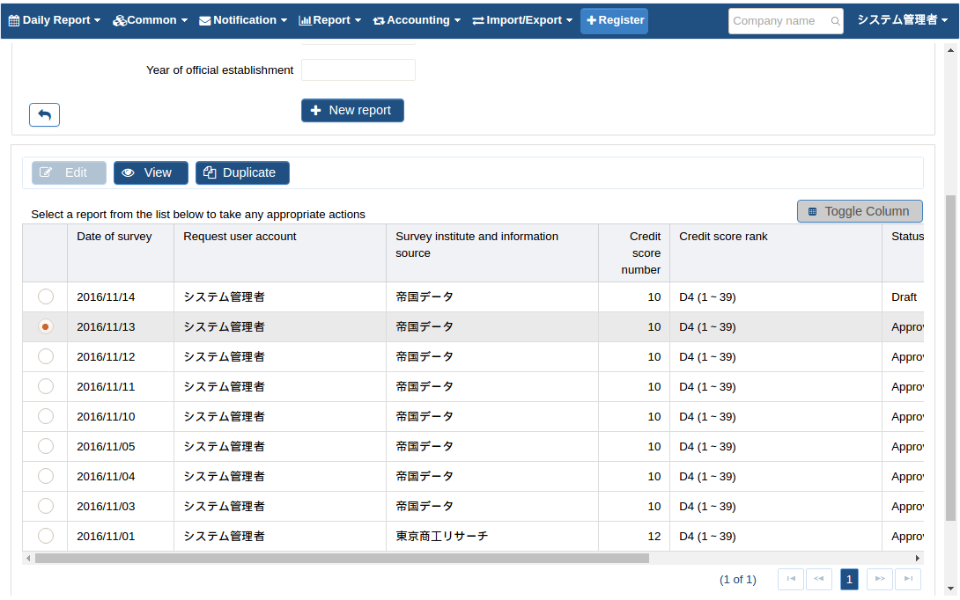 Daily Report Common Notification Report Accounting Import/Export Register Company name システム管理者
Year of official establishment
New report
Edit View Duplicate
Select a report from the list below to take any appropriate actions Toggle Column
Date of survey Request user account Survey institute and information source Credit score number Credit score rank Status
2016/11/14 システム管理者 帝国データ 10 D4 (1 ~ 39) Draft
2016/11/13 システム管理者 帝国データ 10 D4 (1 ~ 39) Approv
2016/11/12 システム管理者 帝国データ 10 D4 (1 ~ 39) Approv
2016/11/11 システム管理者 帝国データ 10 D4 (1 ~ 39) Approv
2016/11/10 システム管理者 帝国データ 10 D4 (1 ~ 39) Approv
2016/11/05 システム管理者 帝国データ 10 D4 (1 ~ 39) Approv
2016/11/04 システム管理者 帝国データ 10 D4 (1 ~ 39) Approv
2016/11/03 システム管理者 帝国データ 10 D4 (1 ~ 39) Approv
2016/11/01 システム管理者 東京商工リサーチ 12 D4 (1 ~ 39) Approv
(1 of 1) 1